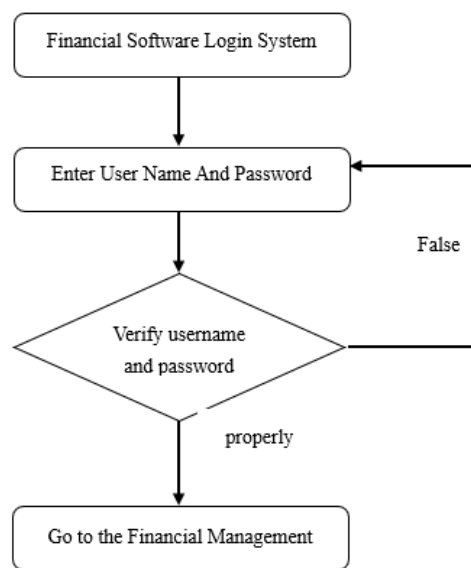 Financial Software Login System
Enter User Name And Password
False
Verify username
and password
properly
Go to the Financial Management